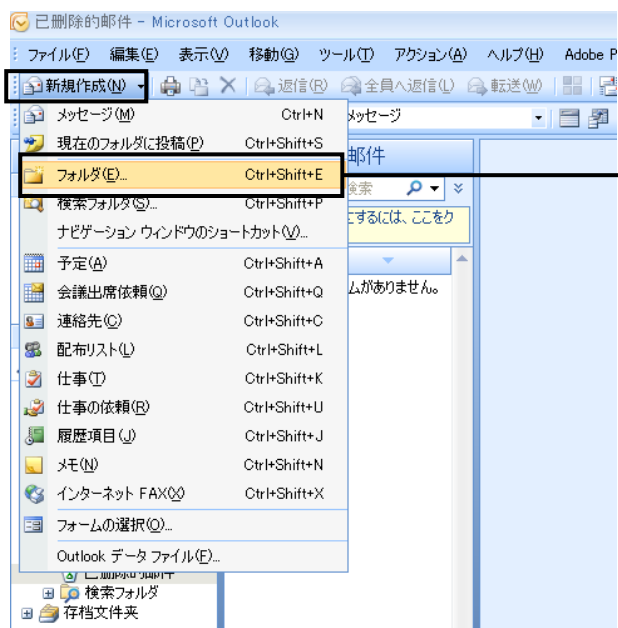 已删除的邮件 - Microsoft Outlook
ファイル(F) 編集(E) 表示(V) 移動(G) ツール(T) アクション(A) ヘルプ(H) Adobe P
新規作成(N) 返信(R) 全員へ返信(L) 転送(W)
メッセージ(M) Ctrl+N メッセージ
現在のフォルダに投稿(P) Ctrl+Shift+S
邮件
フォルダ(E)... Ctrl+Shift+E
検索
検索フォルダ(S)... Ctrl+Shift+P
にするには、ここをク
ナビゲーション ウィンドウのショートカット(V)...
予定(A) Ctrl+Shift+A
会議出席依頼(Q) Ctrl+Shift+Q ムがありません。
連絡先(C) Ctrl+Shift+C
配布リスト(L) Ctrl+Shift+L
仕事(T) Ctrl+Shift+K
仕事の依頼(R) Ctrl+Shift+U
履歴項目(J) Ctrl+Shift+J
メモ(N) Ctrl+Shift+N
インターネット FAX(X) Ctrl+Shift+X
フォームの選択(O)...
Outlook データ ファイル(F)...
已删除的邮件
検索フォルダ
存档文件夹